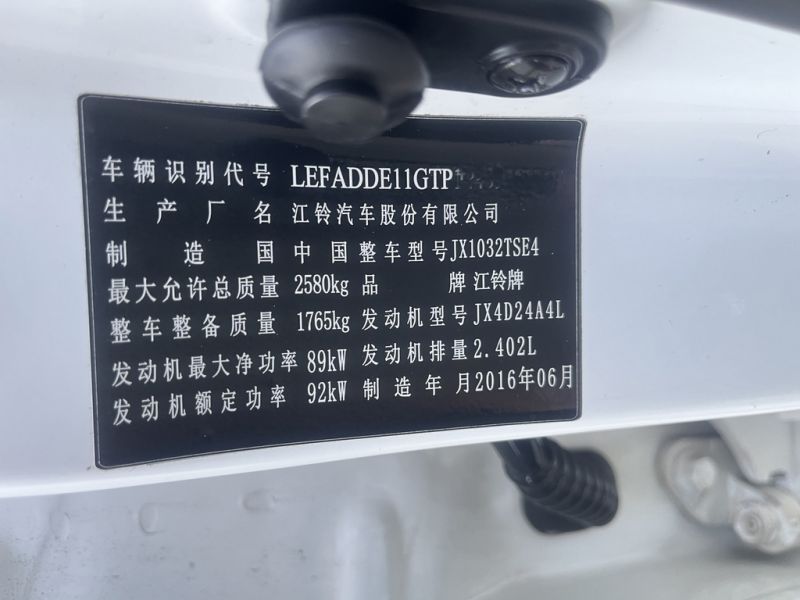 车辆识别代号 LEFADDE11GTP
生产厂名 江铃汽车股份有限公司
制造国 中国 整车型号 JX1032TSE4
最大允许总质量 2580kg 品牌 江铃牌
整车整备质量 1765kg 发动机型号 JX4D24A4L
发动机最大净功率 89kW 发动机排量 2.402L
发动机额定功率 92kW 制造年月 2016年06月